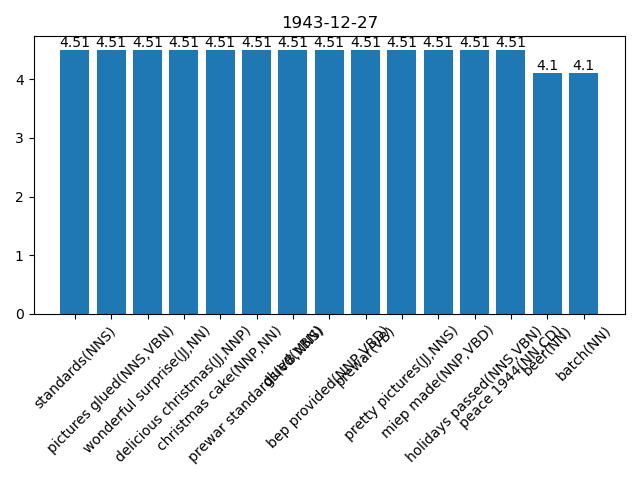 1943-12-27
4.51 4.51 4.51 4.51 4.51 4.51 4.51 4.51 4.51 4.51 4.51 4.51 4.51 4.1 4.1
4
3
2
1
0
standards(NNS)
pictures glued(NNS,VBN)
wonderful surprise(JJ,NN)
delicious christmas(JJ,NNP)
christmas cake(NNP,NN)
prewar standards(VB,NNS)
glued(VBN)
bep provided(NNP,VBD)
prewar(VB)
pretty pictures(JJ,NNS)
miep made(NNP,VBD)
holidays passed(NNS,VBN)
peace 1944(NN,CD)
beer(NN)
batch(NN)